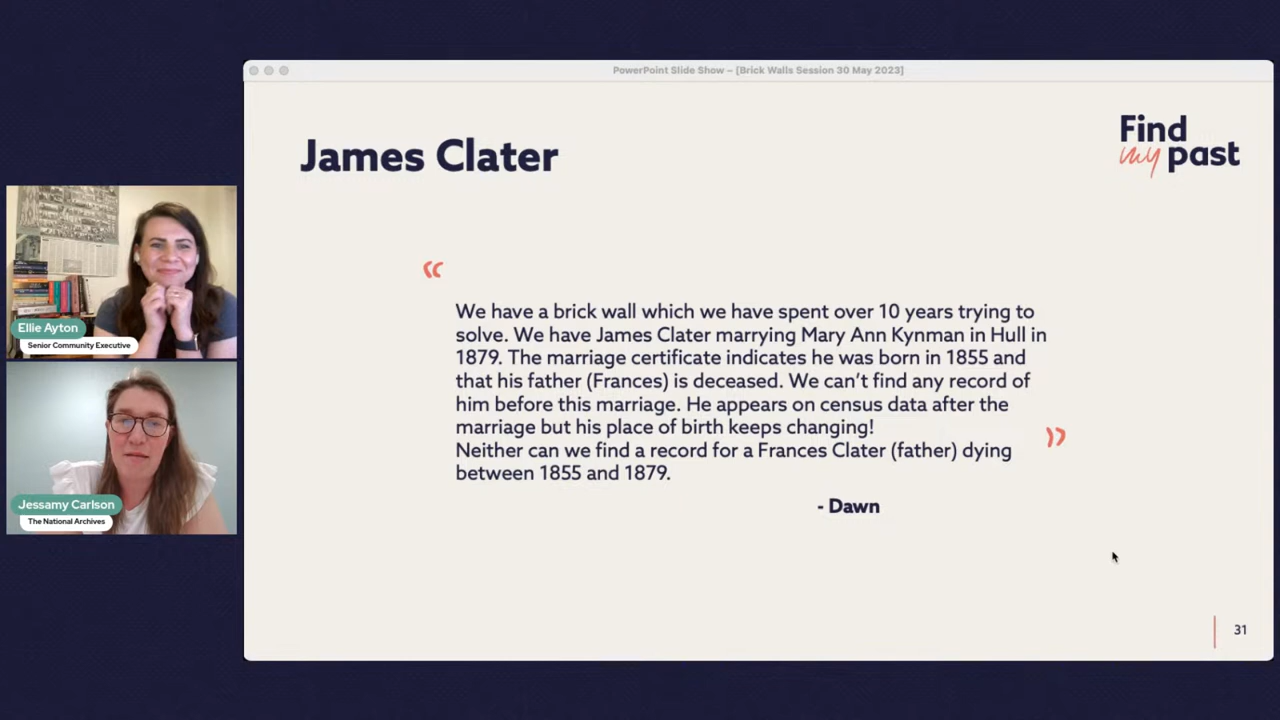 PowerPoint Slide Show – [Brick Walls Session 30 May 2023]
James Clater
Find
my past
“
We have a brick wall which we have spent over 10 years trying to
solve. We have James Clater marrying Mary Ann Kynman in Hull in
1879. The marriage certificate indicates he was born in 1855 and
that his father (Frances) is deceased. We can’t find any record of
him before this marriage. He appears on census data after the
marriage but his place of birth keeps changing!
Neither can we find a record for a Frances Clater (father) dying
between 1855 and 1879.
”
- Dawn
31
Ellie Ayton
Senior Community Executive
Jessamy Carlson
The National Archives